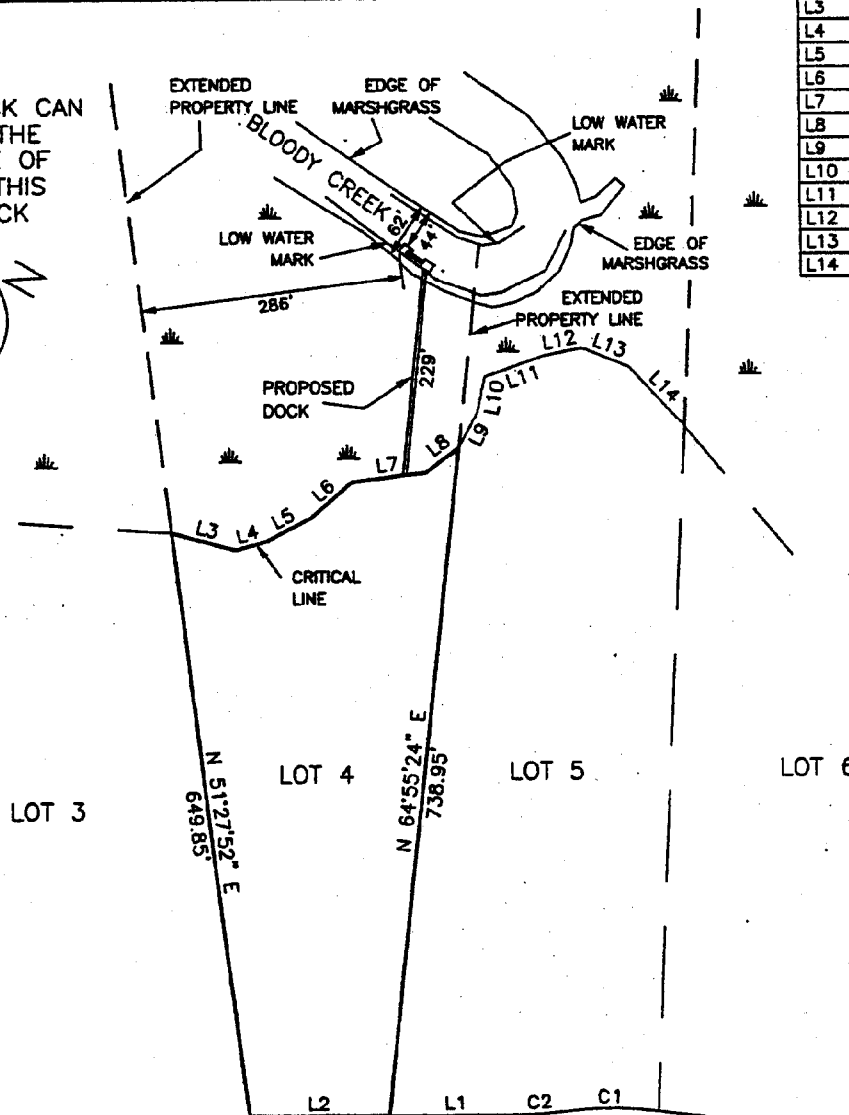 CK CAN
THE
E OF
THIS
CK
N
EXTENDED
PROPERTY LINE
EDGE OF
MARSHGRASS
BLOODY CREEK
LOW WATER
MARK
62'
44'
LOW WATER
MARK
EDGE OF
MARSHGRASS
286'
EXTENDED
PROPERTY LINE
229'
PROPOSED
DOCK
L3
L4
L5
L6
L7
L8
L9
L10
L11
L12
L13
L14
L3
L4
L5
L6
L7
L8
L9
L10
L11
L12
L13
L14
CRITICAL
LINE
LOT 3
N 51°27'52" E
649.85'
LOT 4
N 64°55'24" E
738.95'
LOT 5
LOT 6
L2
L1
C2
C1